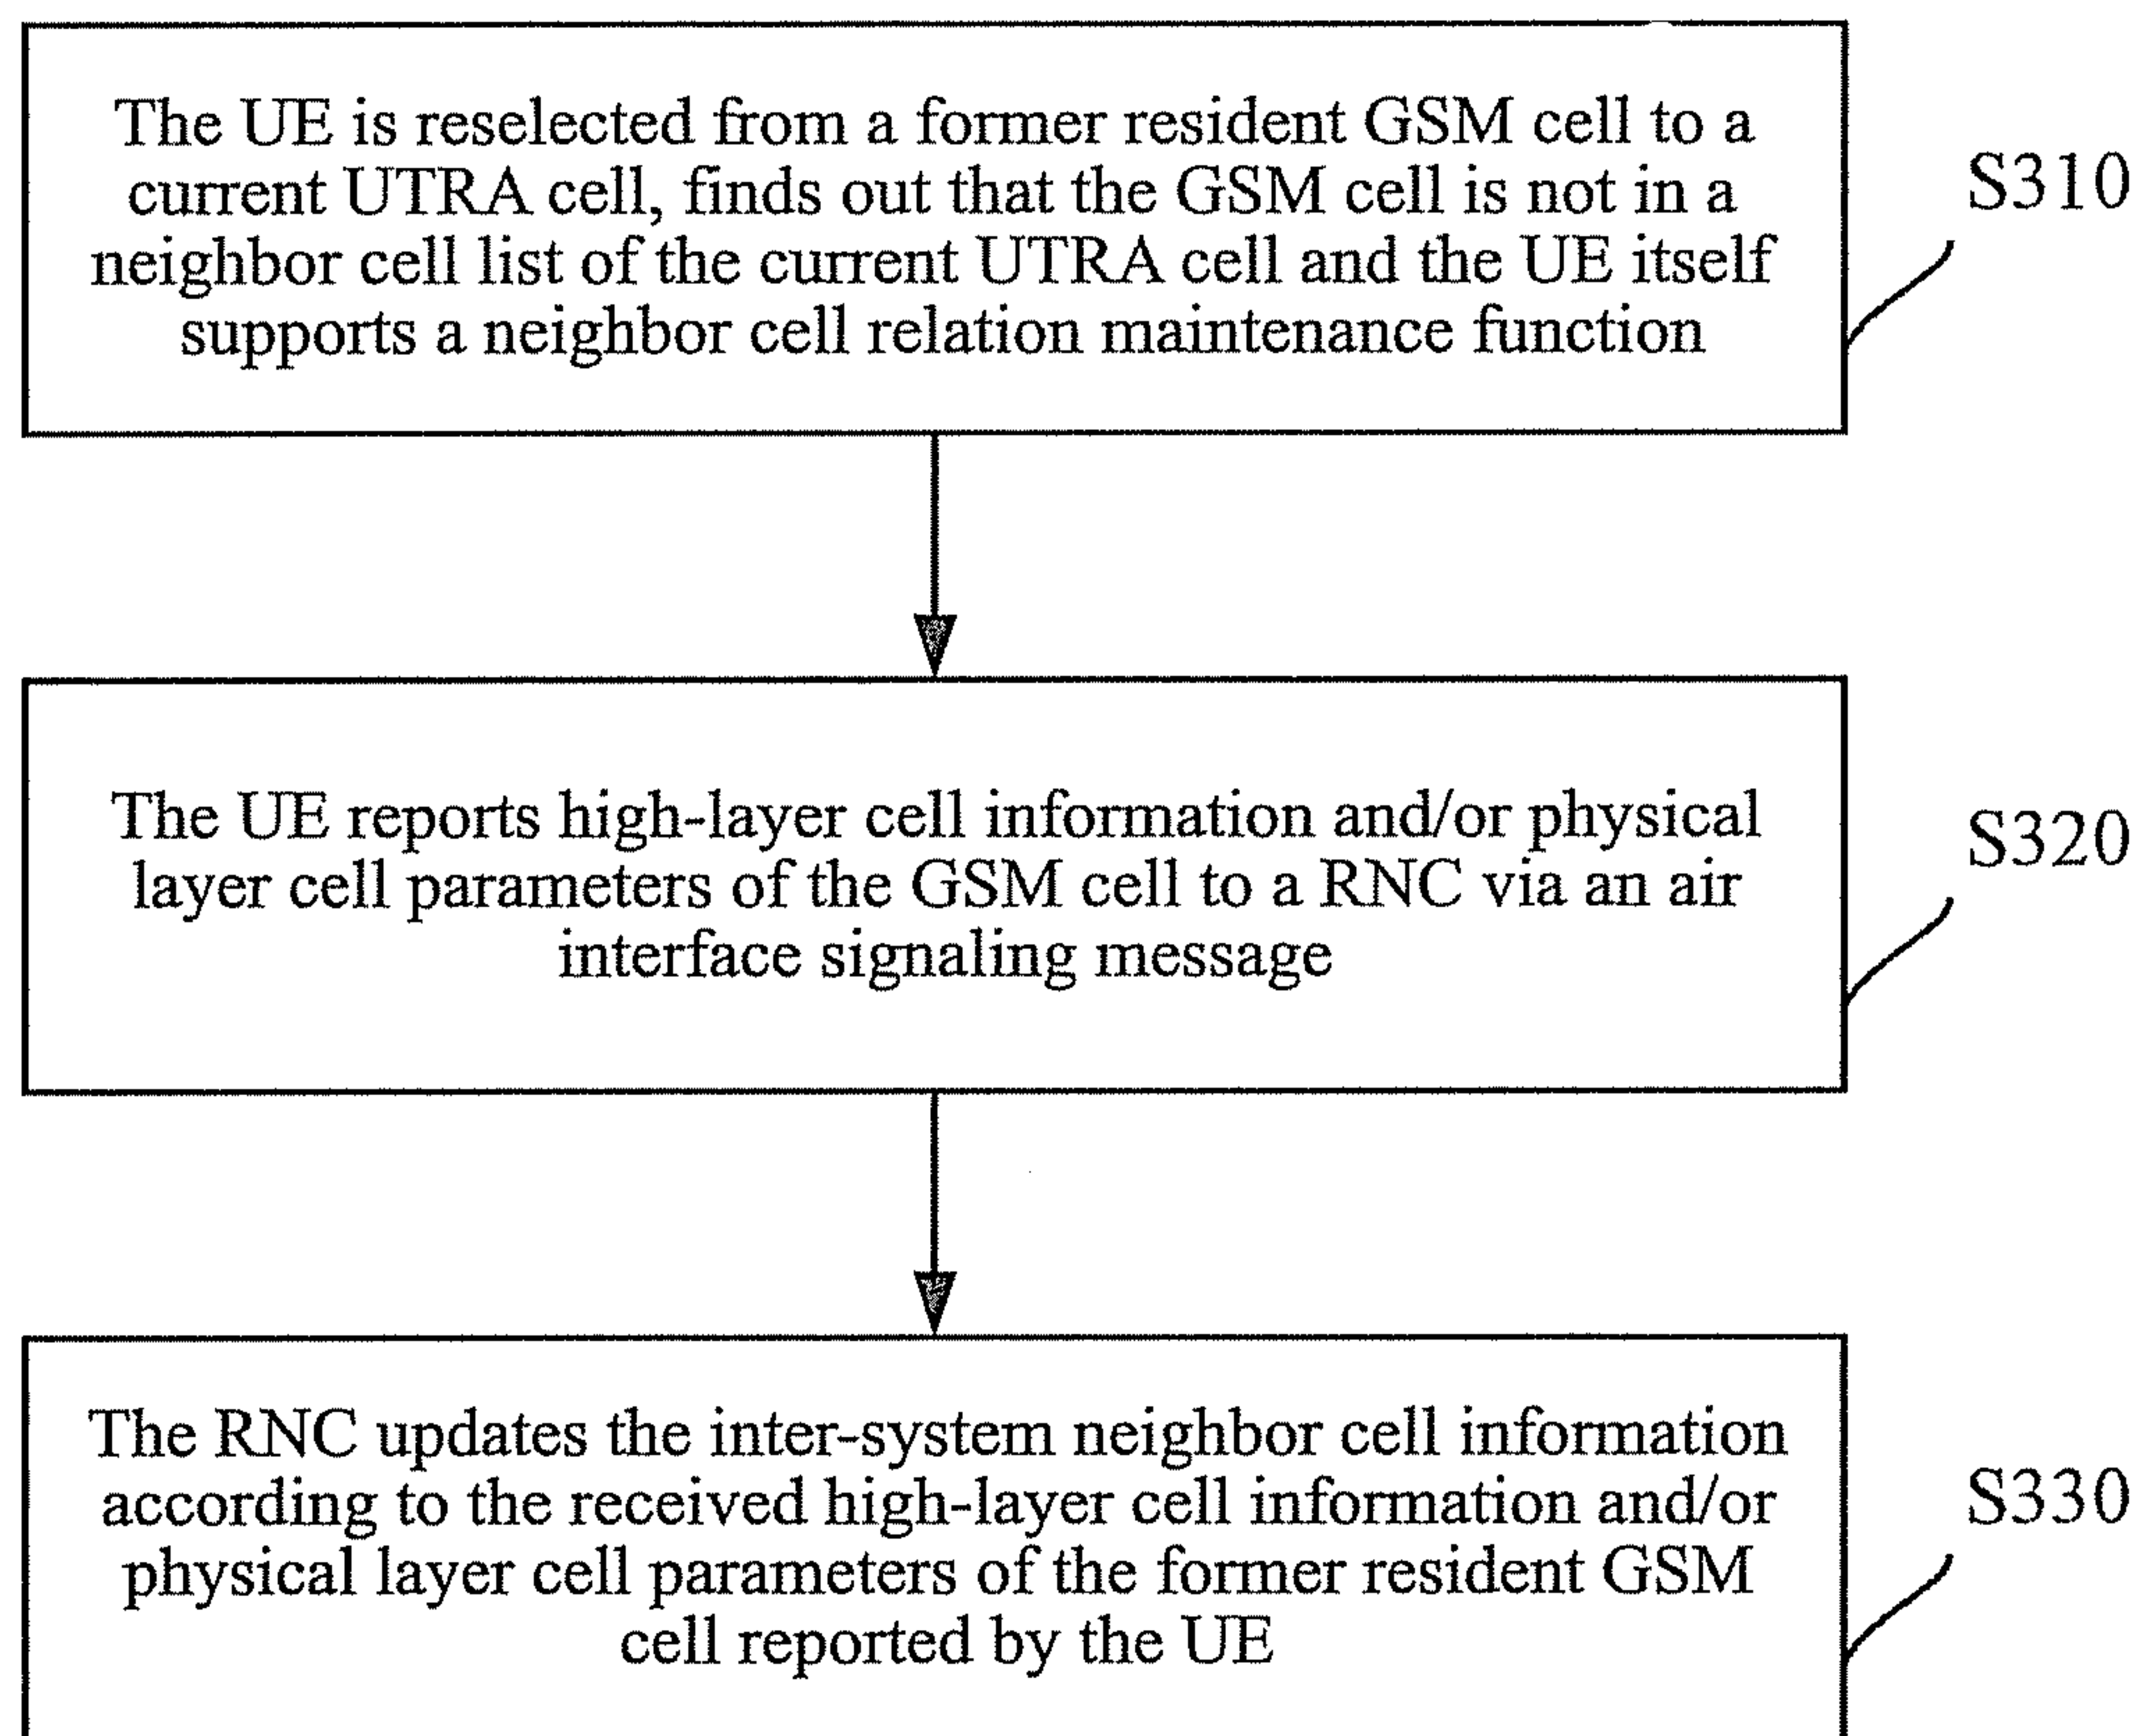 The UE is reselected from a former resident GSM cell to a
current UTRA cell, finds out that the GSM cell is not in a
neighbor cell list of the current UTRA cell and the UE itself
supports a neighbor cell relation maintenance function
S310
The UE reports high-layer cell information and/or physical
layer cell parameters of the GSM cell to a RNC via an air
interface signaling message
S320
The RNC updates the inter-system neighbor cell information
according to the received high-layer cell information and/or
physical layer cell parameters of the former resident GSM
cell reported by the UE
S330